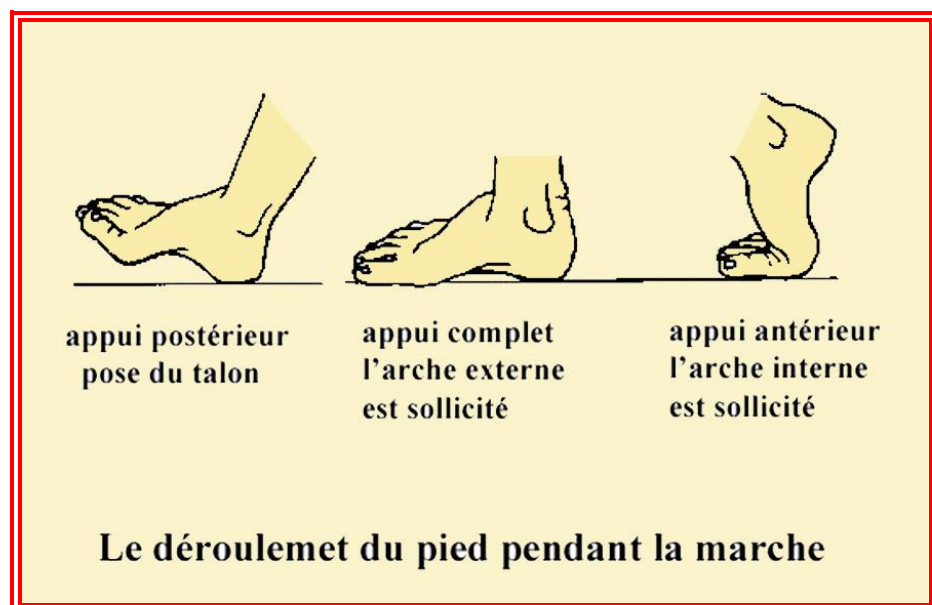 appui postérieur
pose du talon
appui complet
l'arche externe
est sollicité
appui antérieur
l'arche interne
est sollicité
Le déroulemet du pied pendant la marche